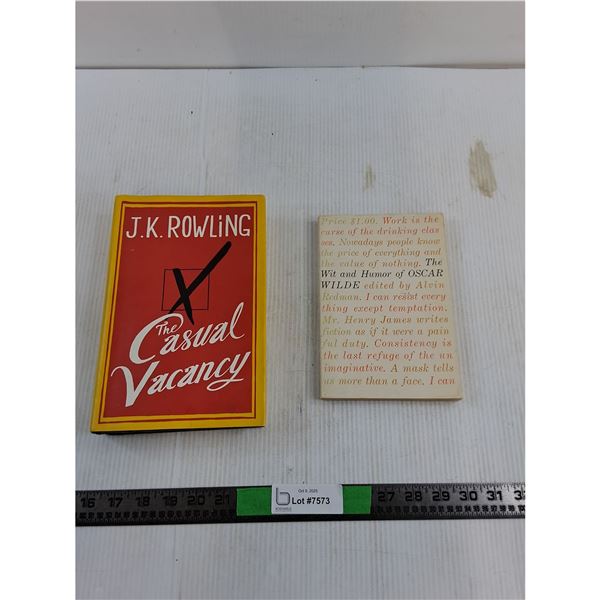 J.K. ROWLING
The
Casual
Vacancy
Price $1.00. Work is the
curse of the drinking clas
ses. Nowadays people know
the price of everything and
the value of nothing. The
Wit and Humor of OSCAR
WILDE edited by Alvin
Redman. I can resist every
thing except temptation.
Mr. Henry James writes
fiction as if it were a pain
ful duty. Consistency is
the last refuge of the un
imaginative. A mask tells
us more than a face. I can
16 17 18 19 20 21 27 28 29 30 31
Oct 9, 2025
Lot #7573